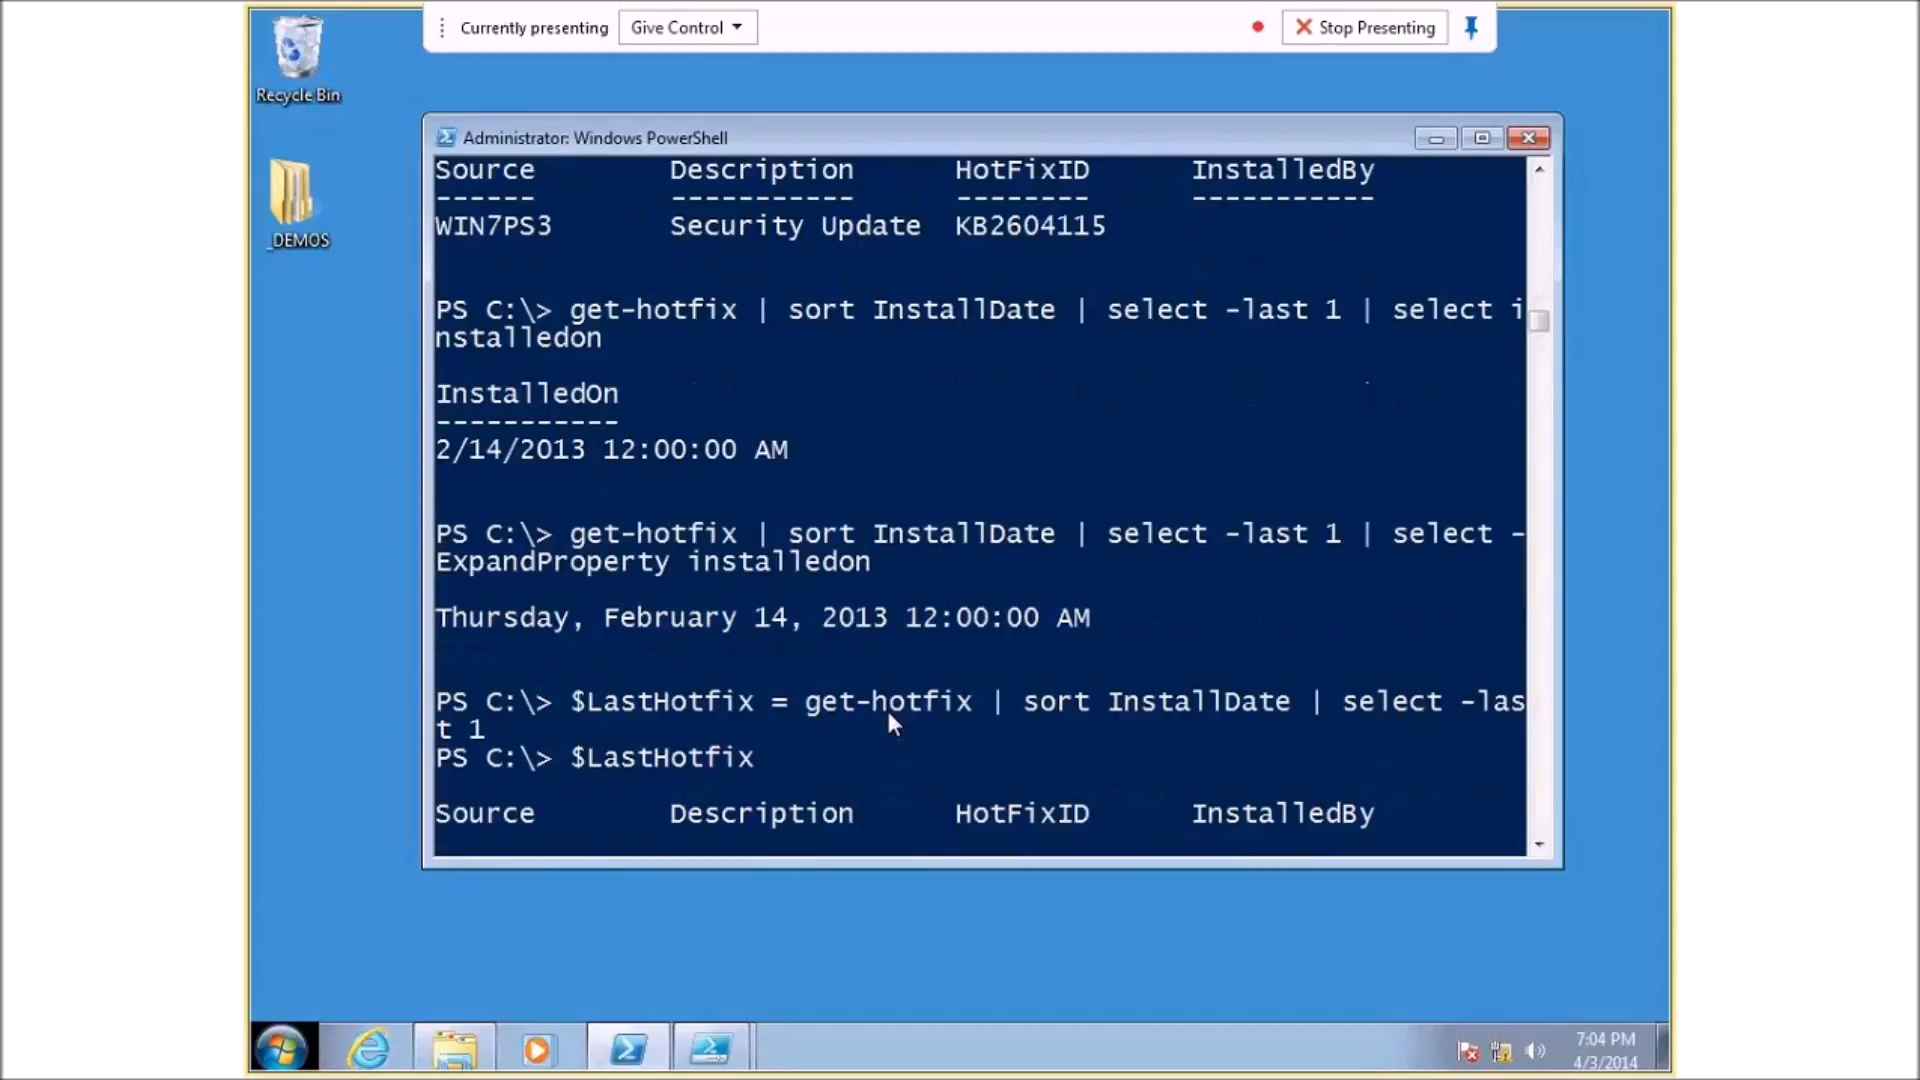 Currently presenting Give Control Stop Presenting
Recycle Bin
_DEMOS
Administrator: Windows PowerShell
Source Description HotFixID InstalledBy
------ ----------- -------- -----------
WIN7PS3 Security Update KB2604115
PS C:\> get-hotfix | sort InstallDate | select -last 1 | select i
nstalledon
InstalledOn
-----------
2/14/2013 12:00:00 AM
PS C:\> get-hotfix | sort InstallDate | select -last 1 | select -
ExpandProperty installedon
Thursday, February 14, 2013 12:00:00 AM
PS C:\> $LastHotfix = get-hotfix | sort InstallDate | select -las
t 1
PS C:\> $LastHotfix
Source Description HotFixID InstalledBy
7:04 PM
4/3/2014